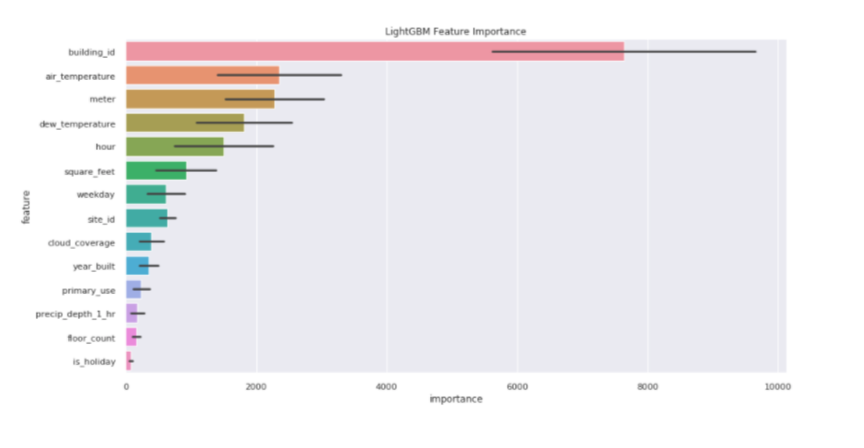 LightGBM Feature Importance
building_id
air_temperature
meter
dew_temperature
hour
square_feet
weekday
site_id
cloud_coverage
year_built
primary_use
precip_depth_1_hr
floor_count
is_holiday
feature
0 2000 4000 6000 8000 10000
importance